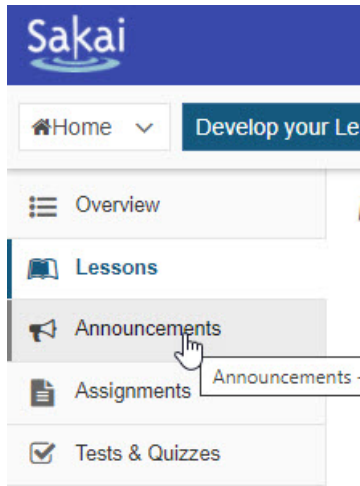 Sakai
Home
Develop your Le
Overview
Lessons
Announcements
Announcements -
Assignments
Tests & Quizzes